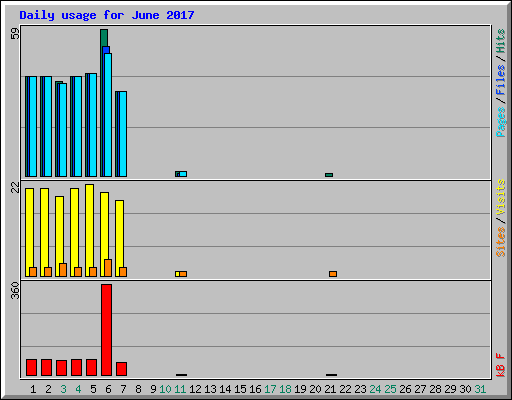 Daily usage for June 2017
59
22
360
Pages/Files/Hits
Sites/Visits
kB F
1 2 3 4 5 6 7 8 9 10 11 12 13 14 15 16 17 18 19 20 21 22 23 24 25 26 27 28 29 30 31